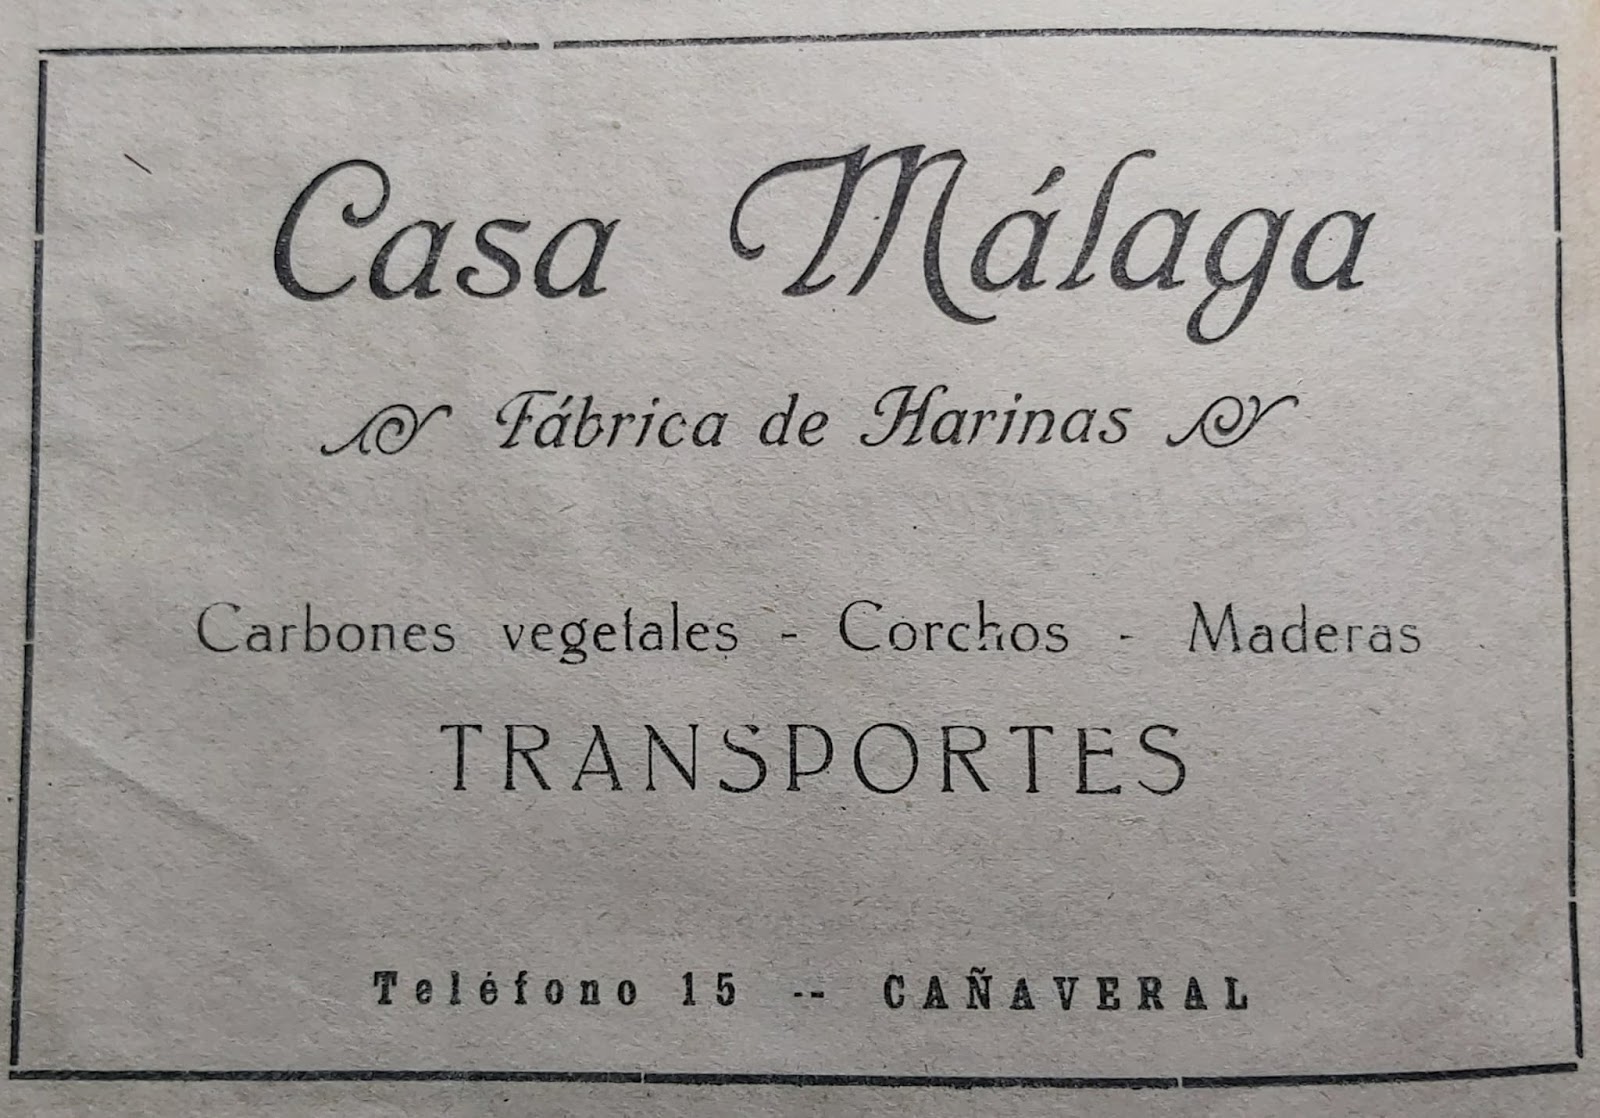 Casa Málaga
Fábrica de Harinas
Carbones vegetales - Corchos - Maderas
TRANSPORTES
Teléfono 15 -- CAÑAVERAL